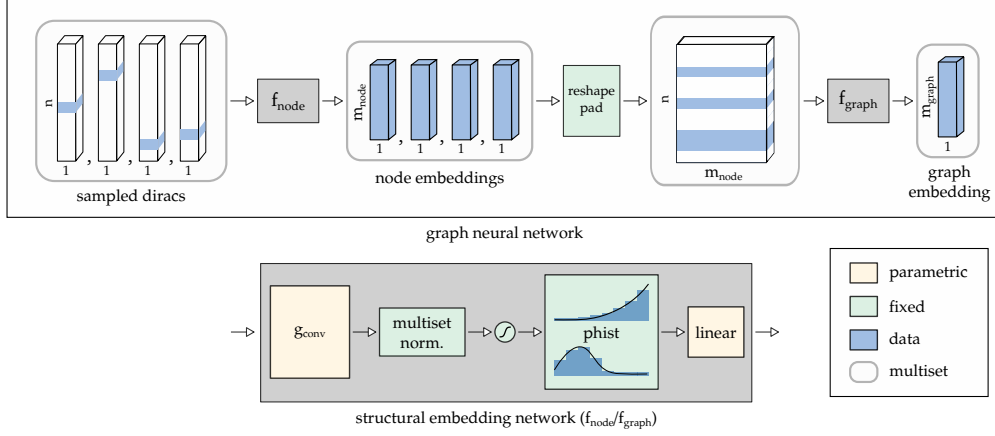 n
1 , 1 , 1 , 1
sampled diracs
f_node
m_node
1 , 1 , 1 , 1
node embeddings
reshape
pad
n
m_node
f_graph
m_graph
1
graph
embedding
graph neural network
g_conv
multiset
norm.
phist
linear
structural embedding network (f_node/f_graph)
parametric
fixed
data
multiset